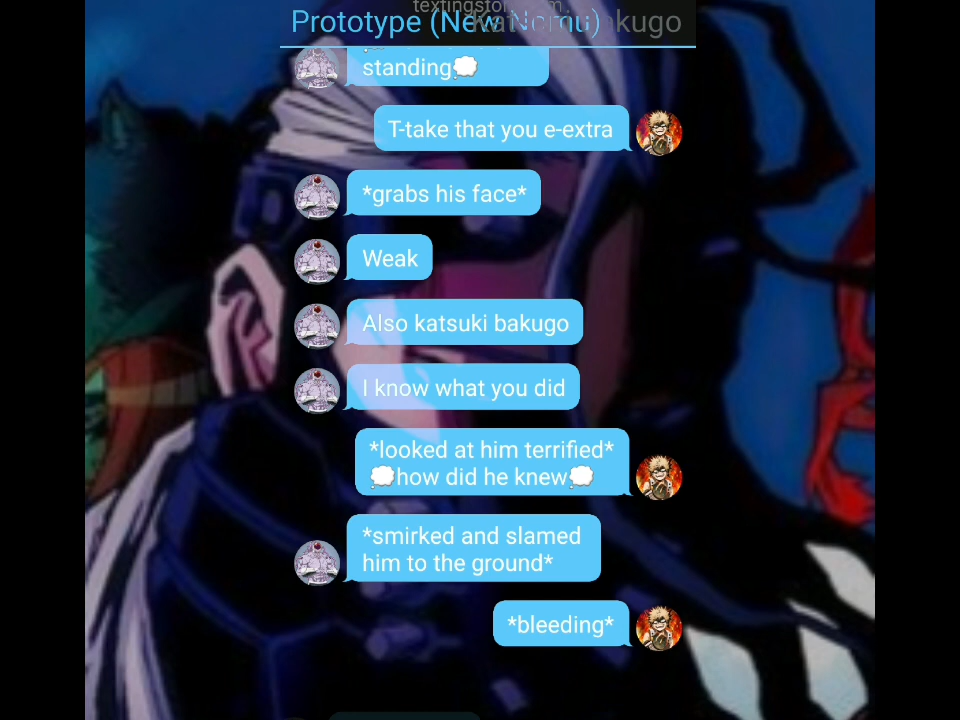 Prototype (New Nomu)
standing💭
T-take that you e-extra
*grabs his face*
Weak
Also katsuki bakugo
I know what you did
*looked at him terrified*
💭how did he knew💭
*smirked and slamed
him to the ground*
*bleeding*